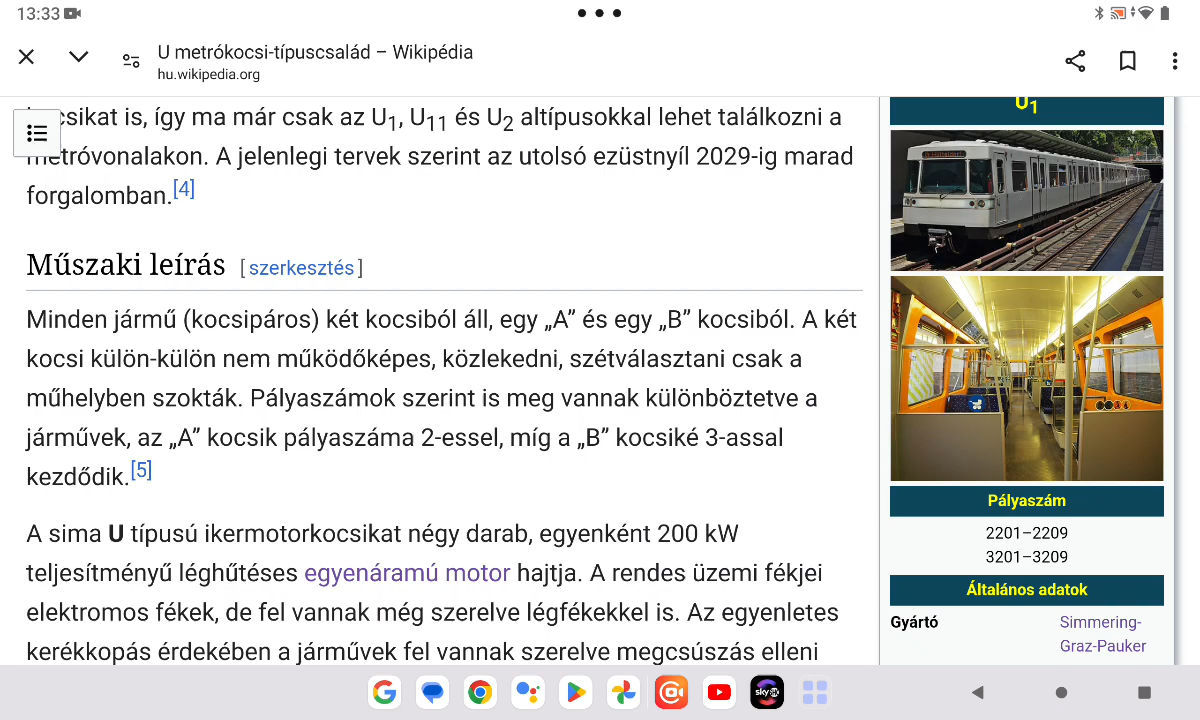 13:33
U metrókocsi-típuscsalád – Wikipédia
hu.wikipedia.org
csikat is, így ma már csak az U₁, U₁₁ és U₂ altípusokkal lehet találkozni a
metróvonalakon. A jelenlegi tervek szerint az utolsó ezüstnyíl 2029-ig marad
forgalomban.[4]
Műszaki leírás [szerkesztés]
Minden jármű (kocsipáros) két kocsiból áll, egy „A” és egy „B” kocsiból. A két
kocsi külön-külön nem működőképes, közlekedni, szétválasztani csak a
műhelyben szokták. Pályaszámok szerint is meg vannak különböztetve a
járművek, az „A” kocsik pályaszáma 2-essel, míg a „B” kocsiké 3-assal
kezdődik.[5]
A sima U típusú ikermotorkocsikat négy darab, egyenként 200 kW
teljesítményű léghűtéses egyenáramú motor hajtja. A rendes üzemi fékjei
elektromos fékek, de fel vannak még szerelve légfékekkel is. Az egyenletes
kerékkopás érdekében a járművek fel vannak szerelve megcsúszás elleni
U₁
Pályaszám
2201–2209
3201–3209
Általános adatok
Gyártó Simmering-
Graz-Pauker
sky